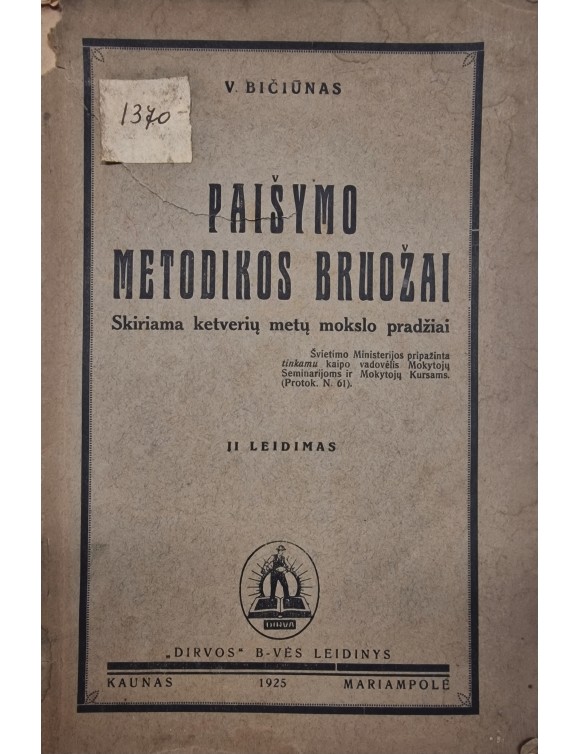 V. BIČIŪNAS
1370
PAIŠYMO
METODIKOS BRUOŽAI
Skiriama ketverių metų mokslo pradžiai
Švietimo Ministerijos pripažinta
tinkamu kaipo vadovėlis Mokytojų
Seminarijoms ir Mokytojų Kursams.
(Protok. N. 61).
II LEIDIMAS
DIRVA
„DIRVOS“ B-VĖS LEIDINYS
KAUNAS 1925 MARIAMPOLĖ